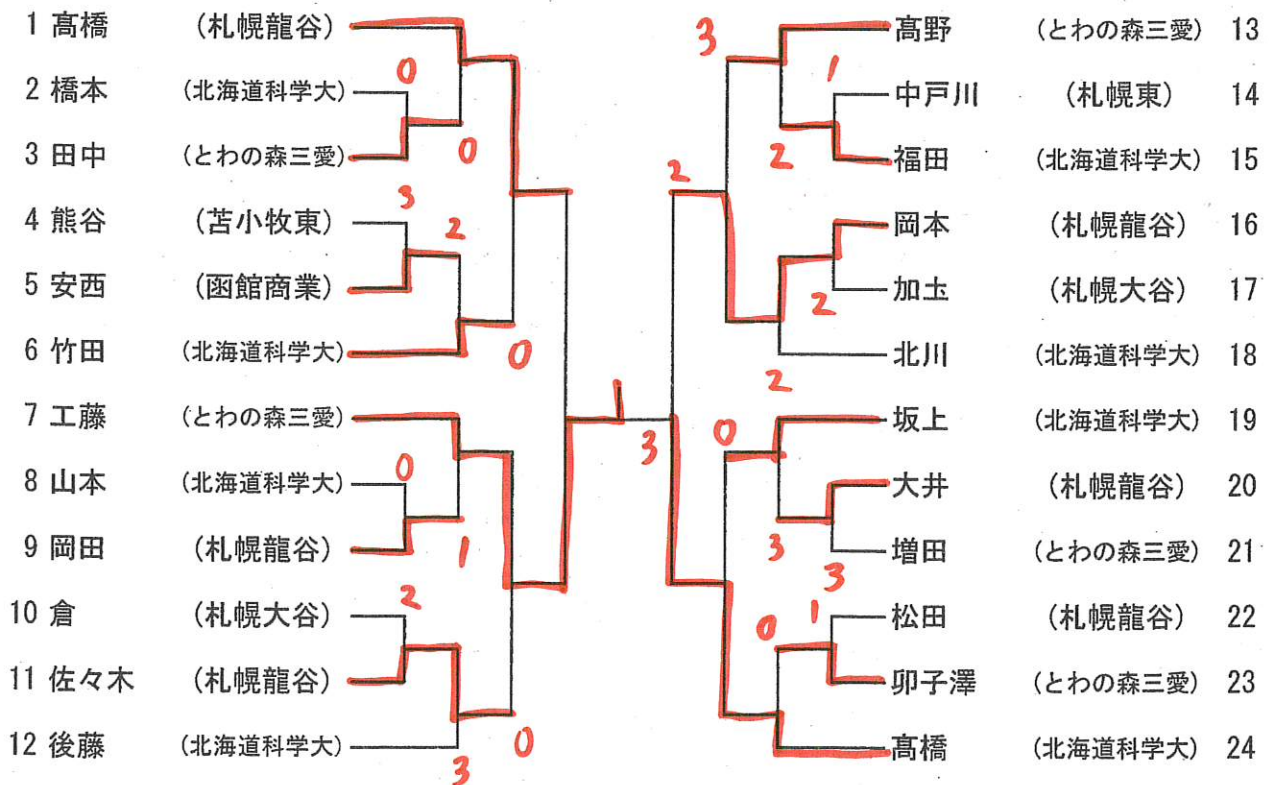 1 髙橋 (札幌龍谷)
0
2 橋本 (北海道科学大)
3 田中 (とわの森三愛)
0
3
4 熊谷 (苫小牧東)
2
5 安西 (函館商業)
6 竹田 (北海道科学大)
0
7 工藤 (とわの森三愛)
0
8 山本 (北海道科学大)
9 岡田 (札幌龍谷)
1
2
10 倉 (札幌大谷)
11 佐々木 (札幌龍谷)
12 後藤 (北海道科学大)
0
3
3
3
髙野 (とわの森三愛) 13
1
中戸川 (札幌東) 14
2
福田 (北海道科学大) 15
2
岡本 (札幌龍谷) 16
加圡 (札幌大谷) 17
2
北川 (北海道科学大) 18
2
坂上 (北海道科学大) 19
0
大井 (札幌龍谷) 20
3
増田 (とわの森三愛) 21
3
0
1
松田 (札幌龍谷) 22
卯子澤 (とわの森三愛) 23
髙橋 (北海道科学大) 24